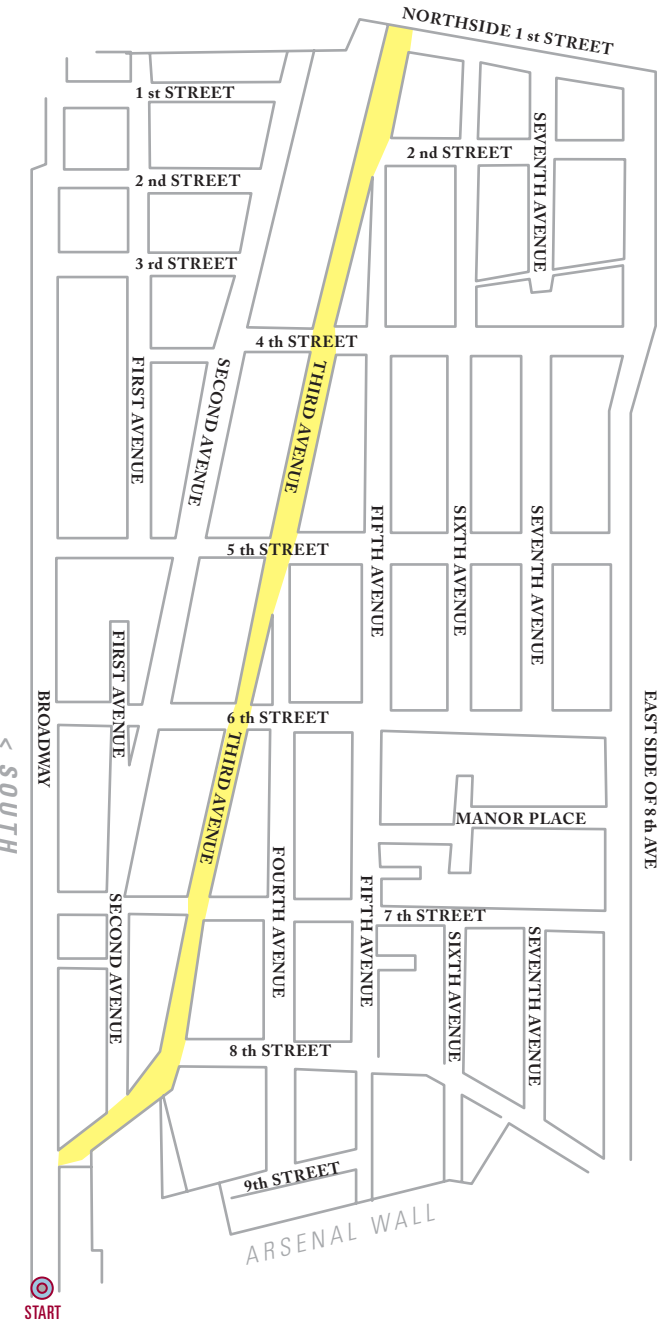 NORTHSIDE 1 st STREET
1 st STREET
SEVENTH AVENUE
2 nd STREET
2 nd STREET
3 rd STREET
4 th STREET
FIRST AVENUE
SECOND AVENUE
THIRD AVENUE
FIFTH AVENUE
SIXTH AVENUE
SEVENTH AVENUE
5 th STREET
FIRST AVENUE
BROADWAY
EAST SIDE OF 8 th AVE
6 th STREET
THIRD AVENUE
> SOUTH
MANOR PLACE
FOURTH AVENUE
FIFTH AVENUE
SECOND AVENUE
7 th STREET
SIXTH AVENUE
SEVENTH AVENUE
8 th STREET
9th STREET
ARSENAL WALL
START